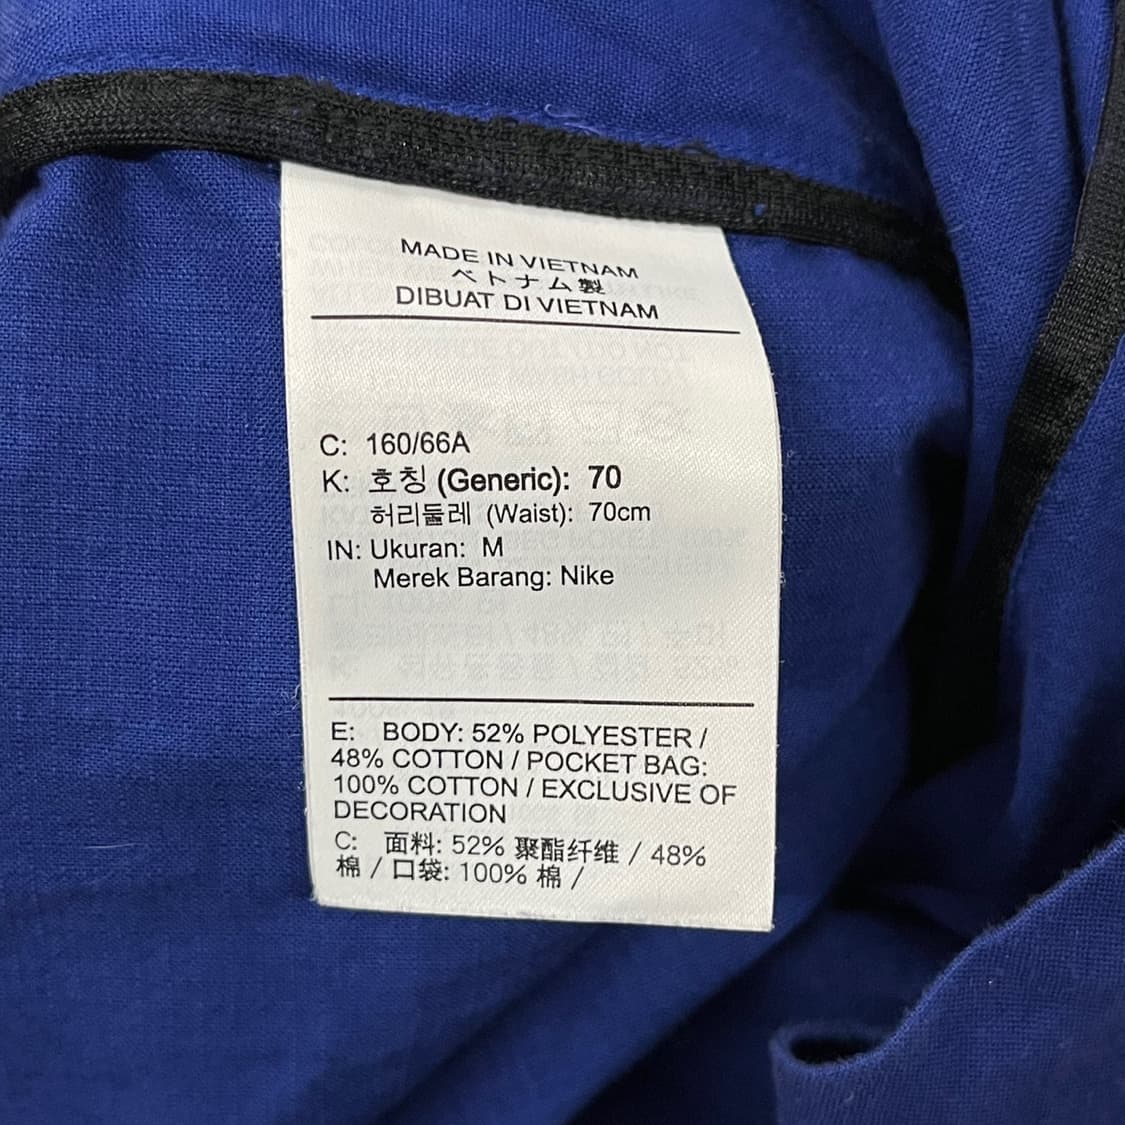 MADE IN VIETNAM
ベトナム製
DIBUAT DI VIETNAM
C: 160/66A
K: 호칭 (Generic): 70
허리둘레 (Waist): 70cm
IN: Ukuran: M
Merek Barang: Nike
E: BODY: 52% POLYESTER /
48% COTTON / POCKET BAG:
100% COTTON / EXCLUSIVE OF
DECORATION
C: 面料: 52% 聚酯纤维 / 48%
棉 / 口袋: 100% 棉 /